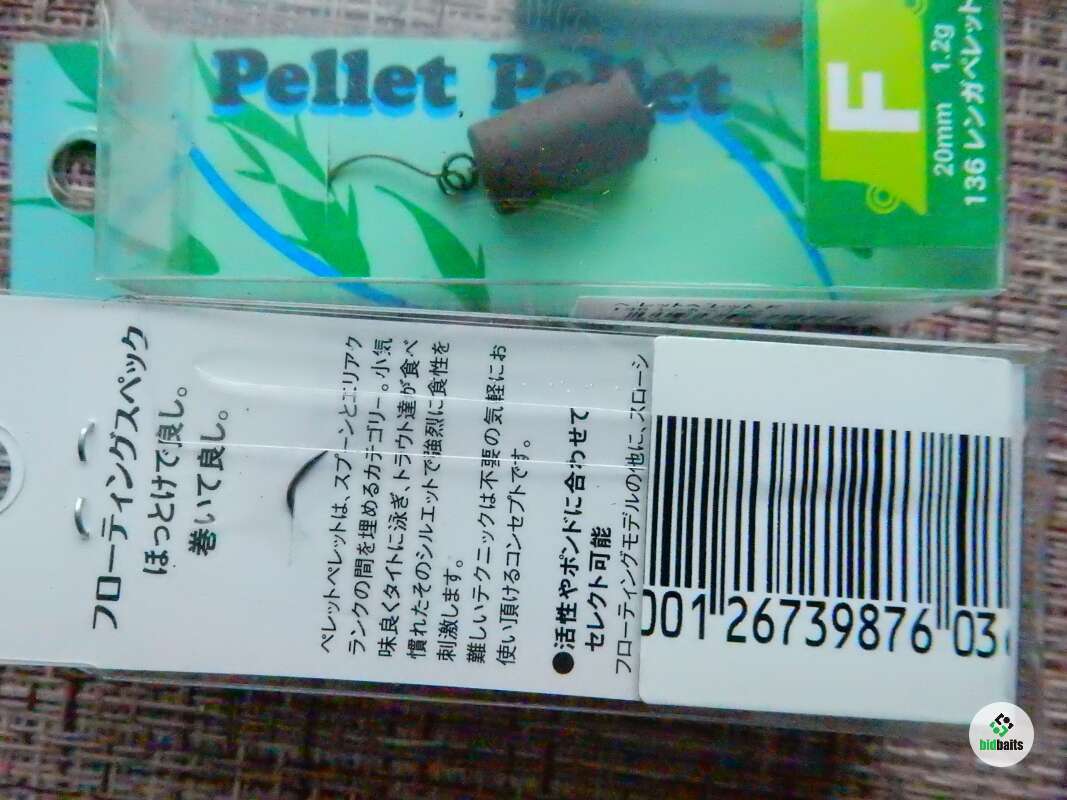 Pellet Pellet
F
20mm 1.2g
136 レンガペレット
フローティングスペック
ほっとけで良し。
巻いて良し。
ペレットペレットは、スプーンとエリアク
ランクの間を埋めるカテゴリー。小気
味良くタイトに泳ぎ、トラウト達が食べ
慣れたそのシルエットで強烈に食性を
刺激します。
難しいテクニックは不要の気軽にお
使い頂けるコンセプトです。
●活性やポンドに合わせて
セレクト可能
フローティングモデルの他に、スローシ
001 26739876 03
bidbaits